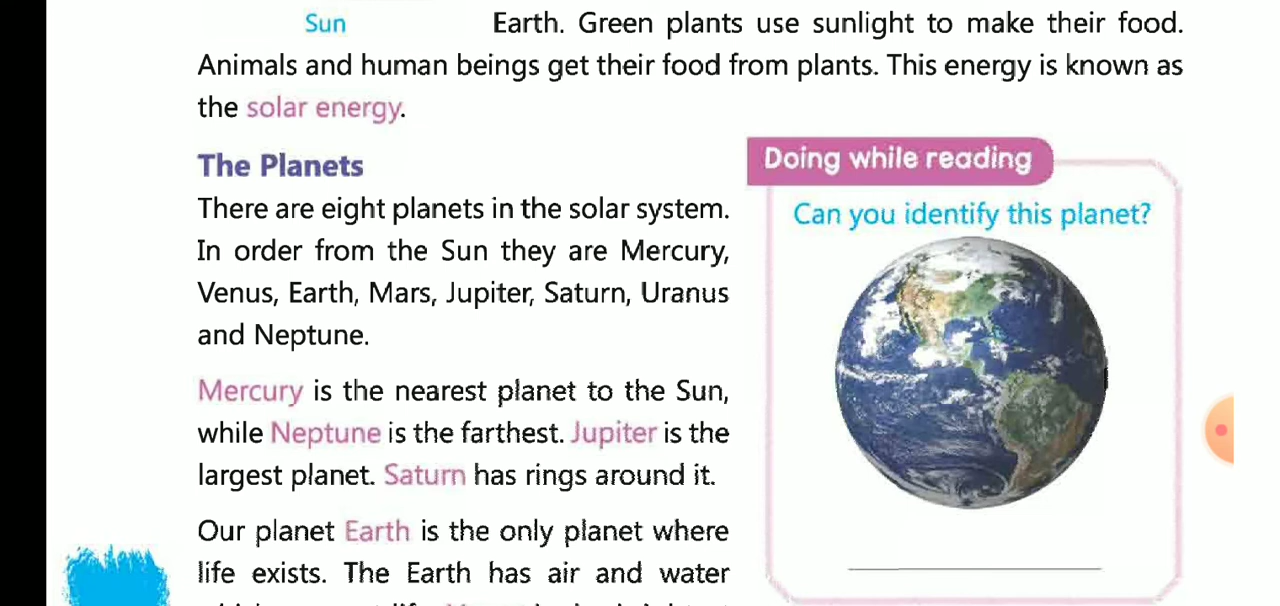 Sun
Earth. Green plants use sunlight to make their food.
Animals and human beings get their food from plants. This energy is known as
the solar energy.
The Planets
There are eight planets in the solar system.
In order from the Sun they are Mercury,
Venus, Earth, Mars, Jupiter, Saturn, Uranus
and Neptune.
Mercury is the nearest planet to the Sun,
while Neptune is the farthest. Jupiter is the
largest planet. Saturn has rings around it.
Our planet Earth is the only planet where
life exists. The Earth has air and water
Doing while reading
Can you identify this planet?